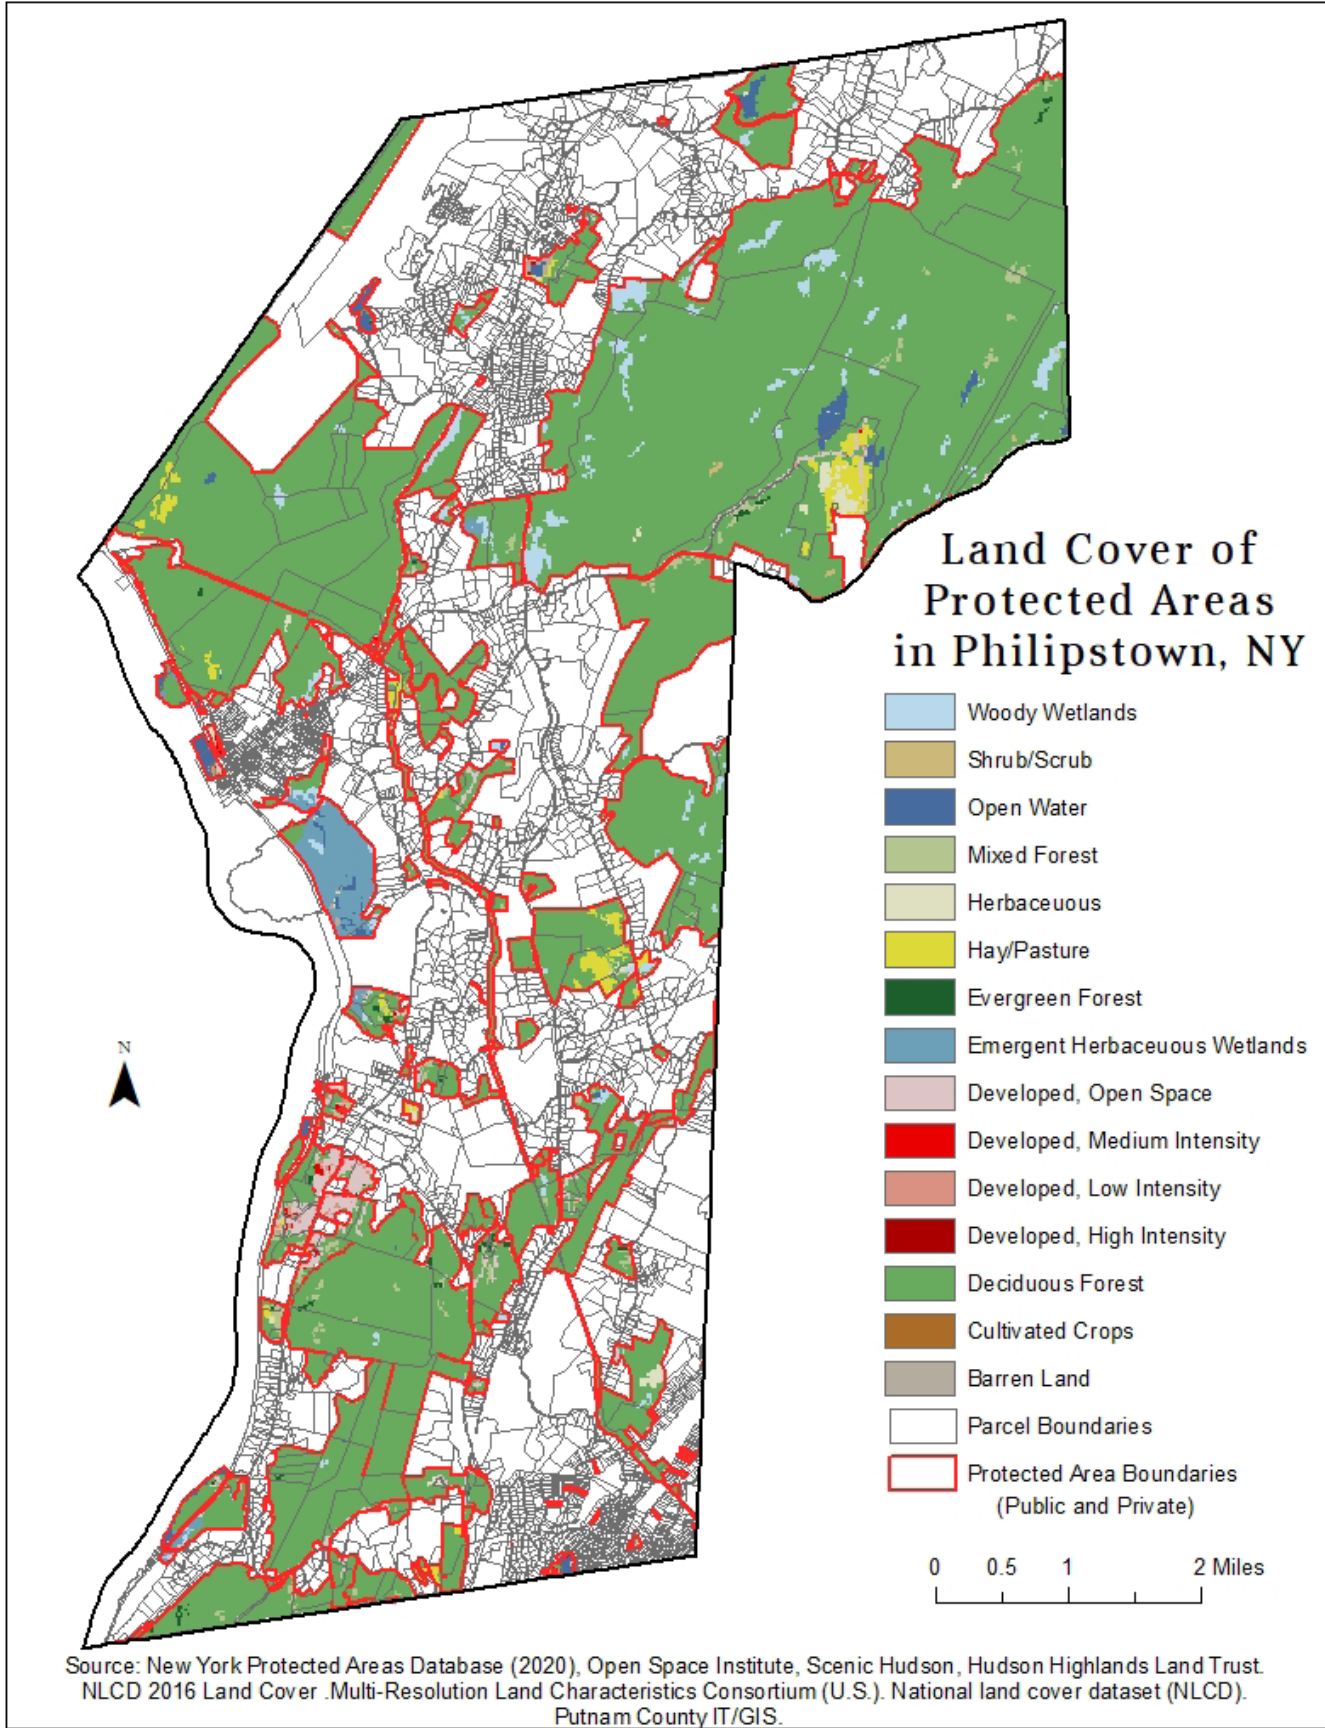 Land Cover of
Protected Areas
in Philipstown, NY
Woody Wetlands
Shrub/Scrub
Open Water
Mixed Forest
Herbaceuous
Hay/Pasture
Evergreen Forest
Emergent Herbaceuous Wetlands
Developed, Open Space
Developed, Medium Intensity
Developed, Low Intensity
Developed, High Intensity
Deciduous Forest
Cultivated Crops
Barren Land
Parcel Boundaries
Protected Area Boundaries
(Public and Private)
N
0 0.5 1 2 Miles
Source: New York Protected Areas Database (2020), Open Space Institute, Scenic Hudson, Hudson Highlands Land Trust.
NLCD 2016 Land Cover .Multi-Resolution Land Characteristics Consortium (U.S.). National land cover dataset (NLCD).
Putnam County IT/GIS.